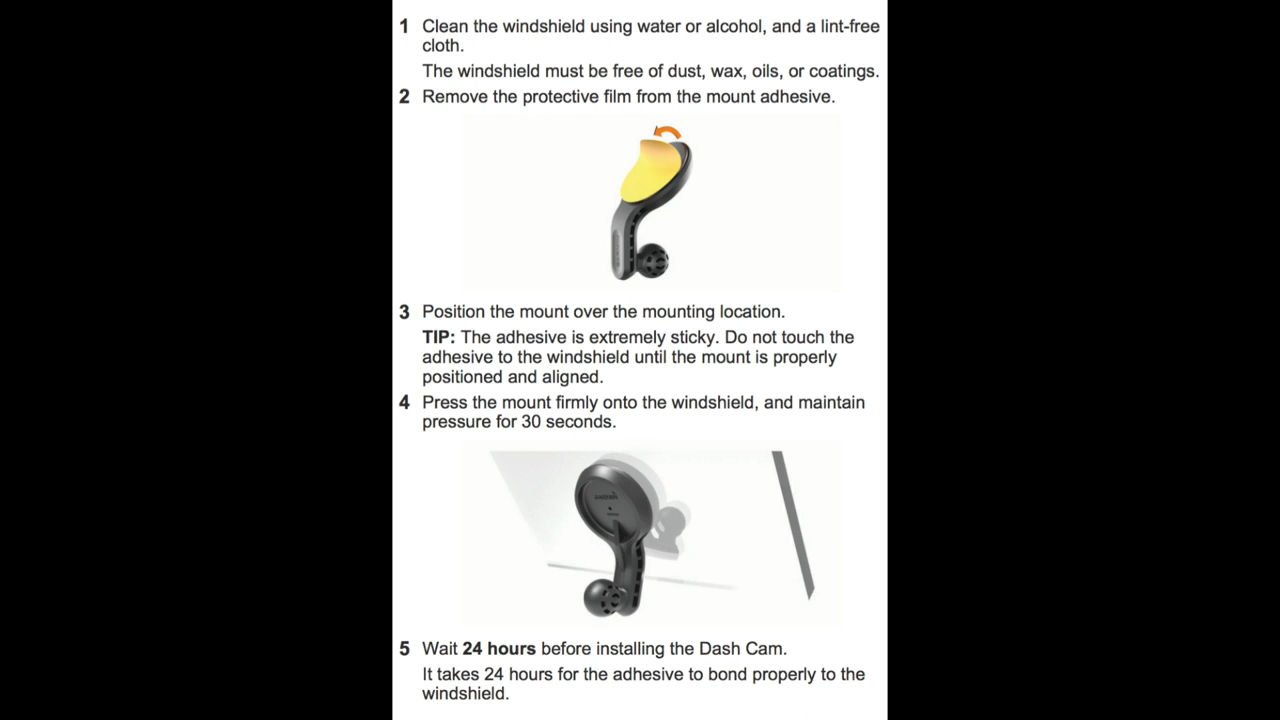 1 Clean the windshield using water or alcohol, and a lint-free
cloth.
The windshield must be free of dust, wax, oils, or coatings.
2 Remove the protective film from the mount adhesive.
3 Position the mount over the mounting location.
TIP: The adhesive is extremely sticky. Do not touch the
adhesive to the windshield until the mount is properly
positioned and aligned.
4 Press the mount firmly onto the windshield, and maintain
pressure for 30 seconds.
5 Wait 24 hours before installing the Dash Cam.
It takes 24 hours for the adhesive to bond properly to the
windshield.